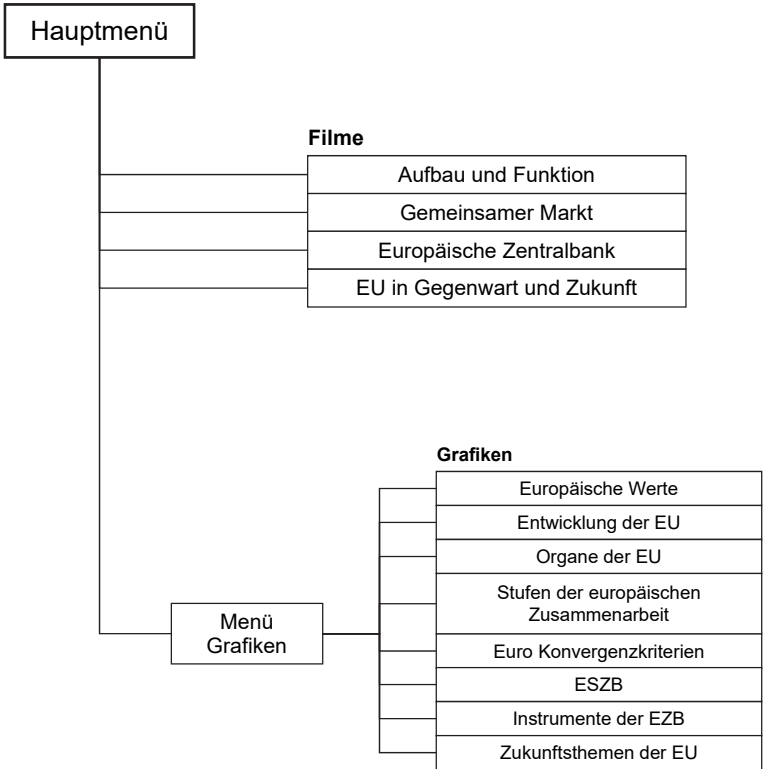 Hauptmenü
Filme
Aufbau und Funktion
Gemeinsamer Markt
Europäische Zentralbank
EU in Gegenwart und Zukunft
Grafiken
Europäische Werte
Entwicklung der EU
Organe der EU
Stufen der europäischen
Zusammenarbeit
Menü
Grafiken
Euro Konvergenzkriterien
ESZB
Instrumente der EZB
Zukunftsthemen der EU